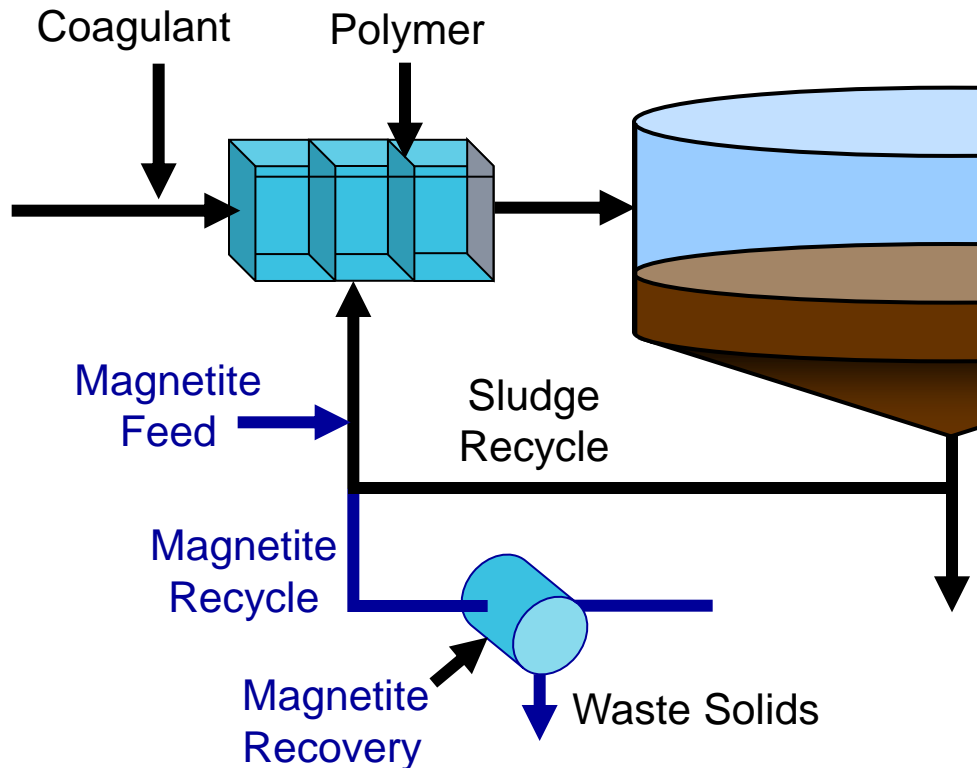 Coagulant
Polymer
Magnetite
Feed
Sludge
Recycle
Magnetite
Recycle
Magnetite
Recovery
Waste Solids